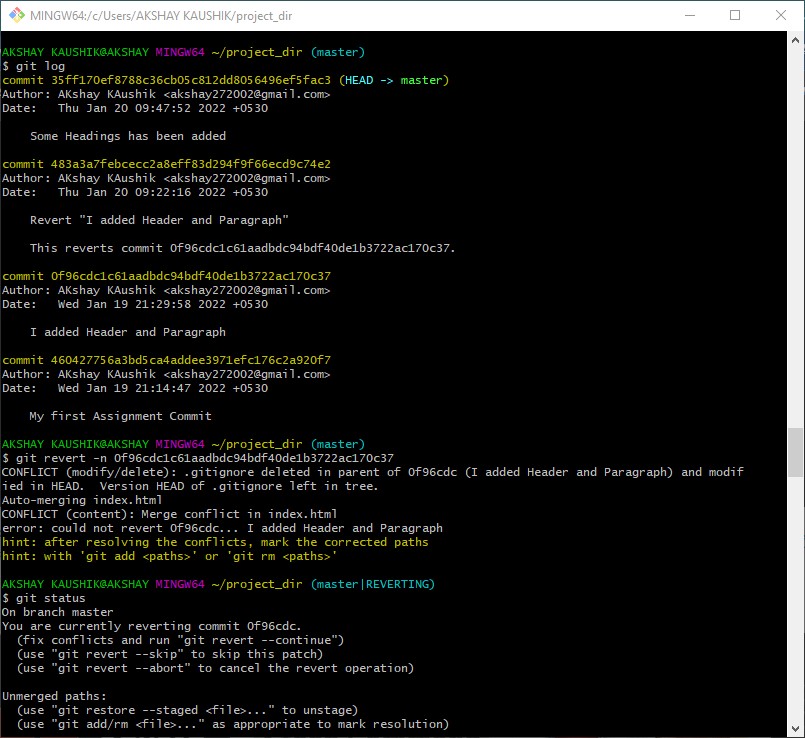 MINGW64:/c/Users/AKSHAY KAUSHIK/project_dir
AKSHAY KAUSHIK@AKSHAY MINGW64 ~/project_dir (master)
$ git log
commit 35ff170ef8788c36cb05c812dd8056496ef5fac3 (HEAD -> master)
Author: AKshay KAushik <akshay272002@gmail.com>
Date:   Thu Jan 20 09:47:52 2022 +0530
    Some Headings has been added
commit 483a3a7febcecc2a8eff83d294f9f66ecd9c74e2
Author: AKshay KAushik <akshay272002@gmail.com>
Date:   Thu Jan 20 09:22:16 2022 +0530
    Revert "I added Header and Paragraph"
    This reverts commit 0f96cdc1c61aadbdc94bdf40de1b3722ac170c37.
commit 0f96cdc1c61aadbdc94bdf40de1b3722ac170c37
Author: AKshay KAushik <akshay272002@gmail.com>
Date:   Wed Jan 19 21:29:58 2022 +0530
    I added Header and Paragraph
commit 460427756a3bd5ca4addee3971efc176c2a920f7
Author: AKshay KAushik <akshay272002@gmail.com>
Date:   Wed Jan 19 21:14:47 2022 +0530
    My first Assignment Commit
AKSHAY KAUSHIK@AKSHAY MINGW64 ~/project_dir (master)
$ git revert -n 0f96cdc1c61aadbdc94bdf40de1b3722ac170c37
CONFLICT (modify/delete): .gitignore deleted in parent of 0f96cdc (I added Header and Paragraph) and modif
ied in HEAD.  Version HEAD of .gitignore left in tree.
Auto-merging index.html
CONFLICT (content): Merge conflict in index.html
error: could not revert 0f96cdc... I added Header and Paragraph
hint: after resolving the conflicts, mark the corrected paths
hint: with 'git add <paths>' or 'git rm <paths>'
AKSHAY KAUSHIK@AKSHAY MINGW64 ~/project_dir (master|REVERTING)
$ git status
On branch master
You are currently reverting commit 0f96cdc.
  (fix conflicts and run "git revert --continue")
  (use "git revert --skip" to skip this patch)
  (use "git revert --abort" to cancel the revert operation)
Unmerged paths:
  (use "git restore --staged <file>..." to unstage)
  (use "git add/rm <file>..." as appropriate to mark resolution)